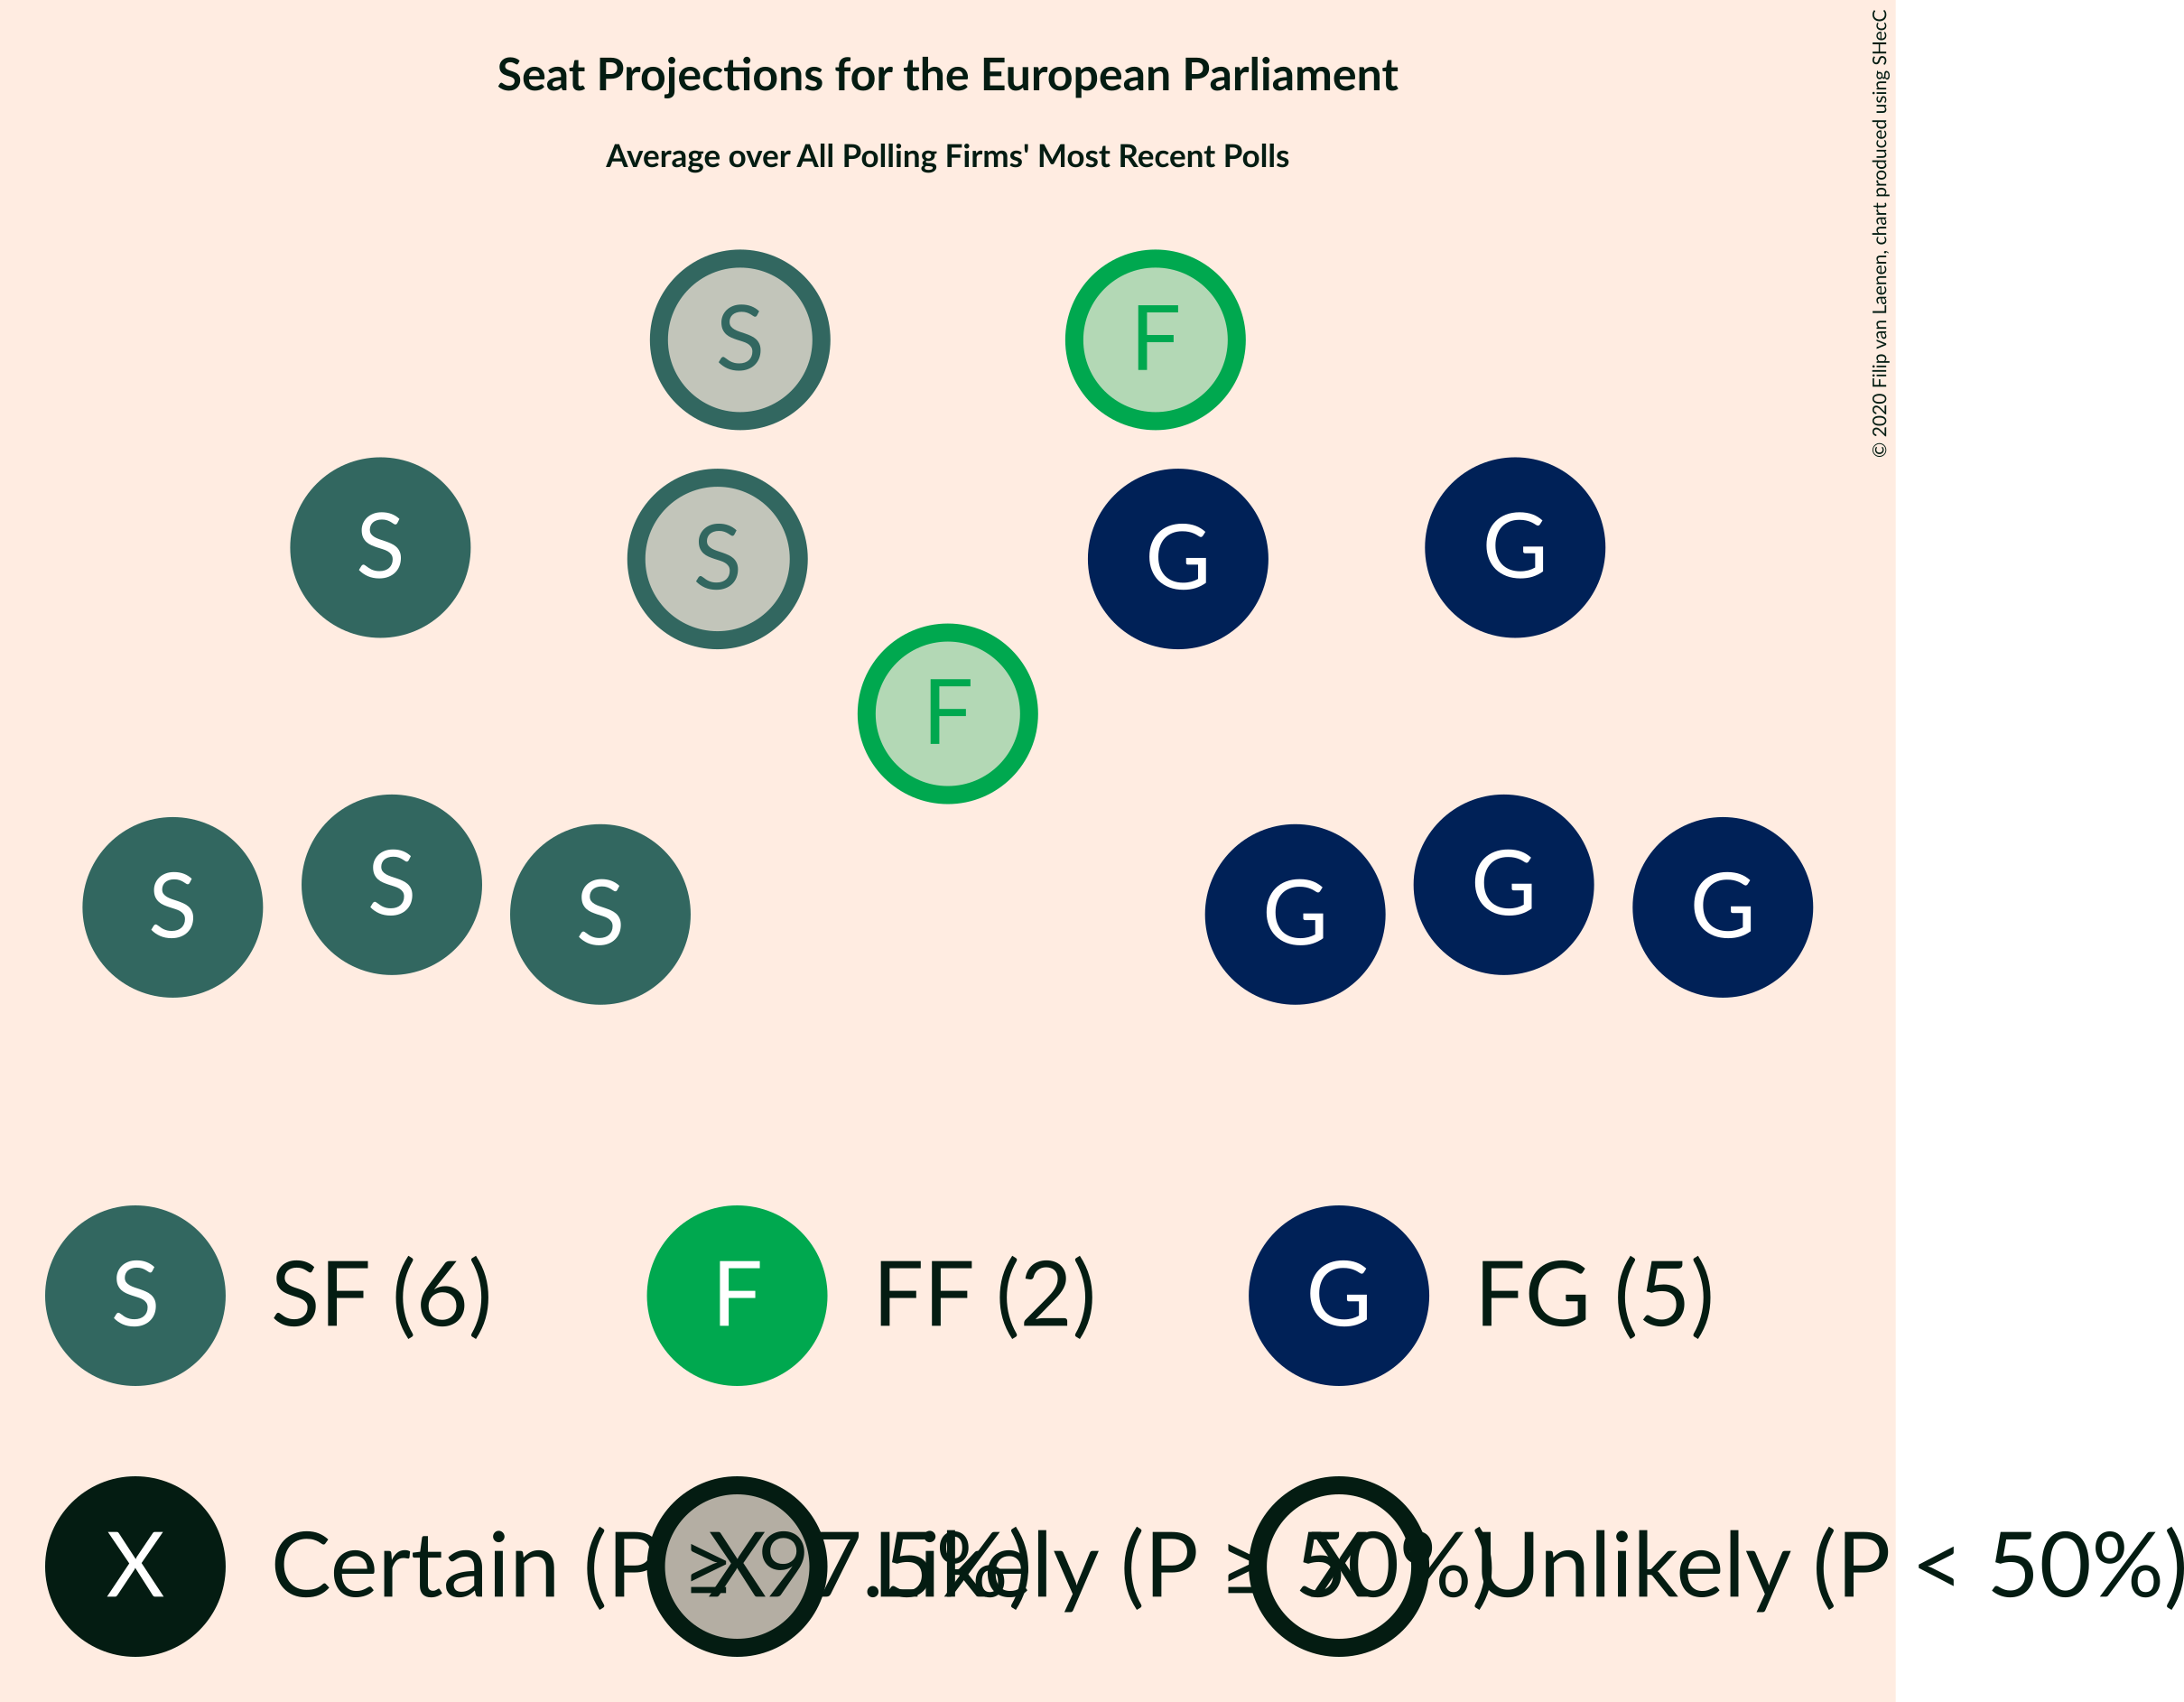 Seat Projections for the European Parliament
Average over All Polling Firms' Most Recent Polls
© 2020 Filip van Laenen, chart produced using SHecC
S F
S S G G
F
S S S G G G
S SF (6) F FF (2) G FG (5)
X Certain (P ≥ 97.5%) X Likely (P ≥ 50%) X Unlikely (P < 50%)